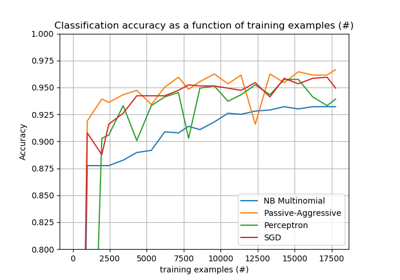 Classification accuracy as a function of training examples (#)
1.000
0.975
0.950
0.925
0.900
0.875
0.850
0.825
0.800
Accuracy
0 2500 5000 7500 10000 12500 15000 17500
training examples (#)
NB Multinomial
Passive-Aggressive
Perceptron
SGD